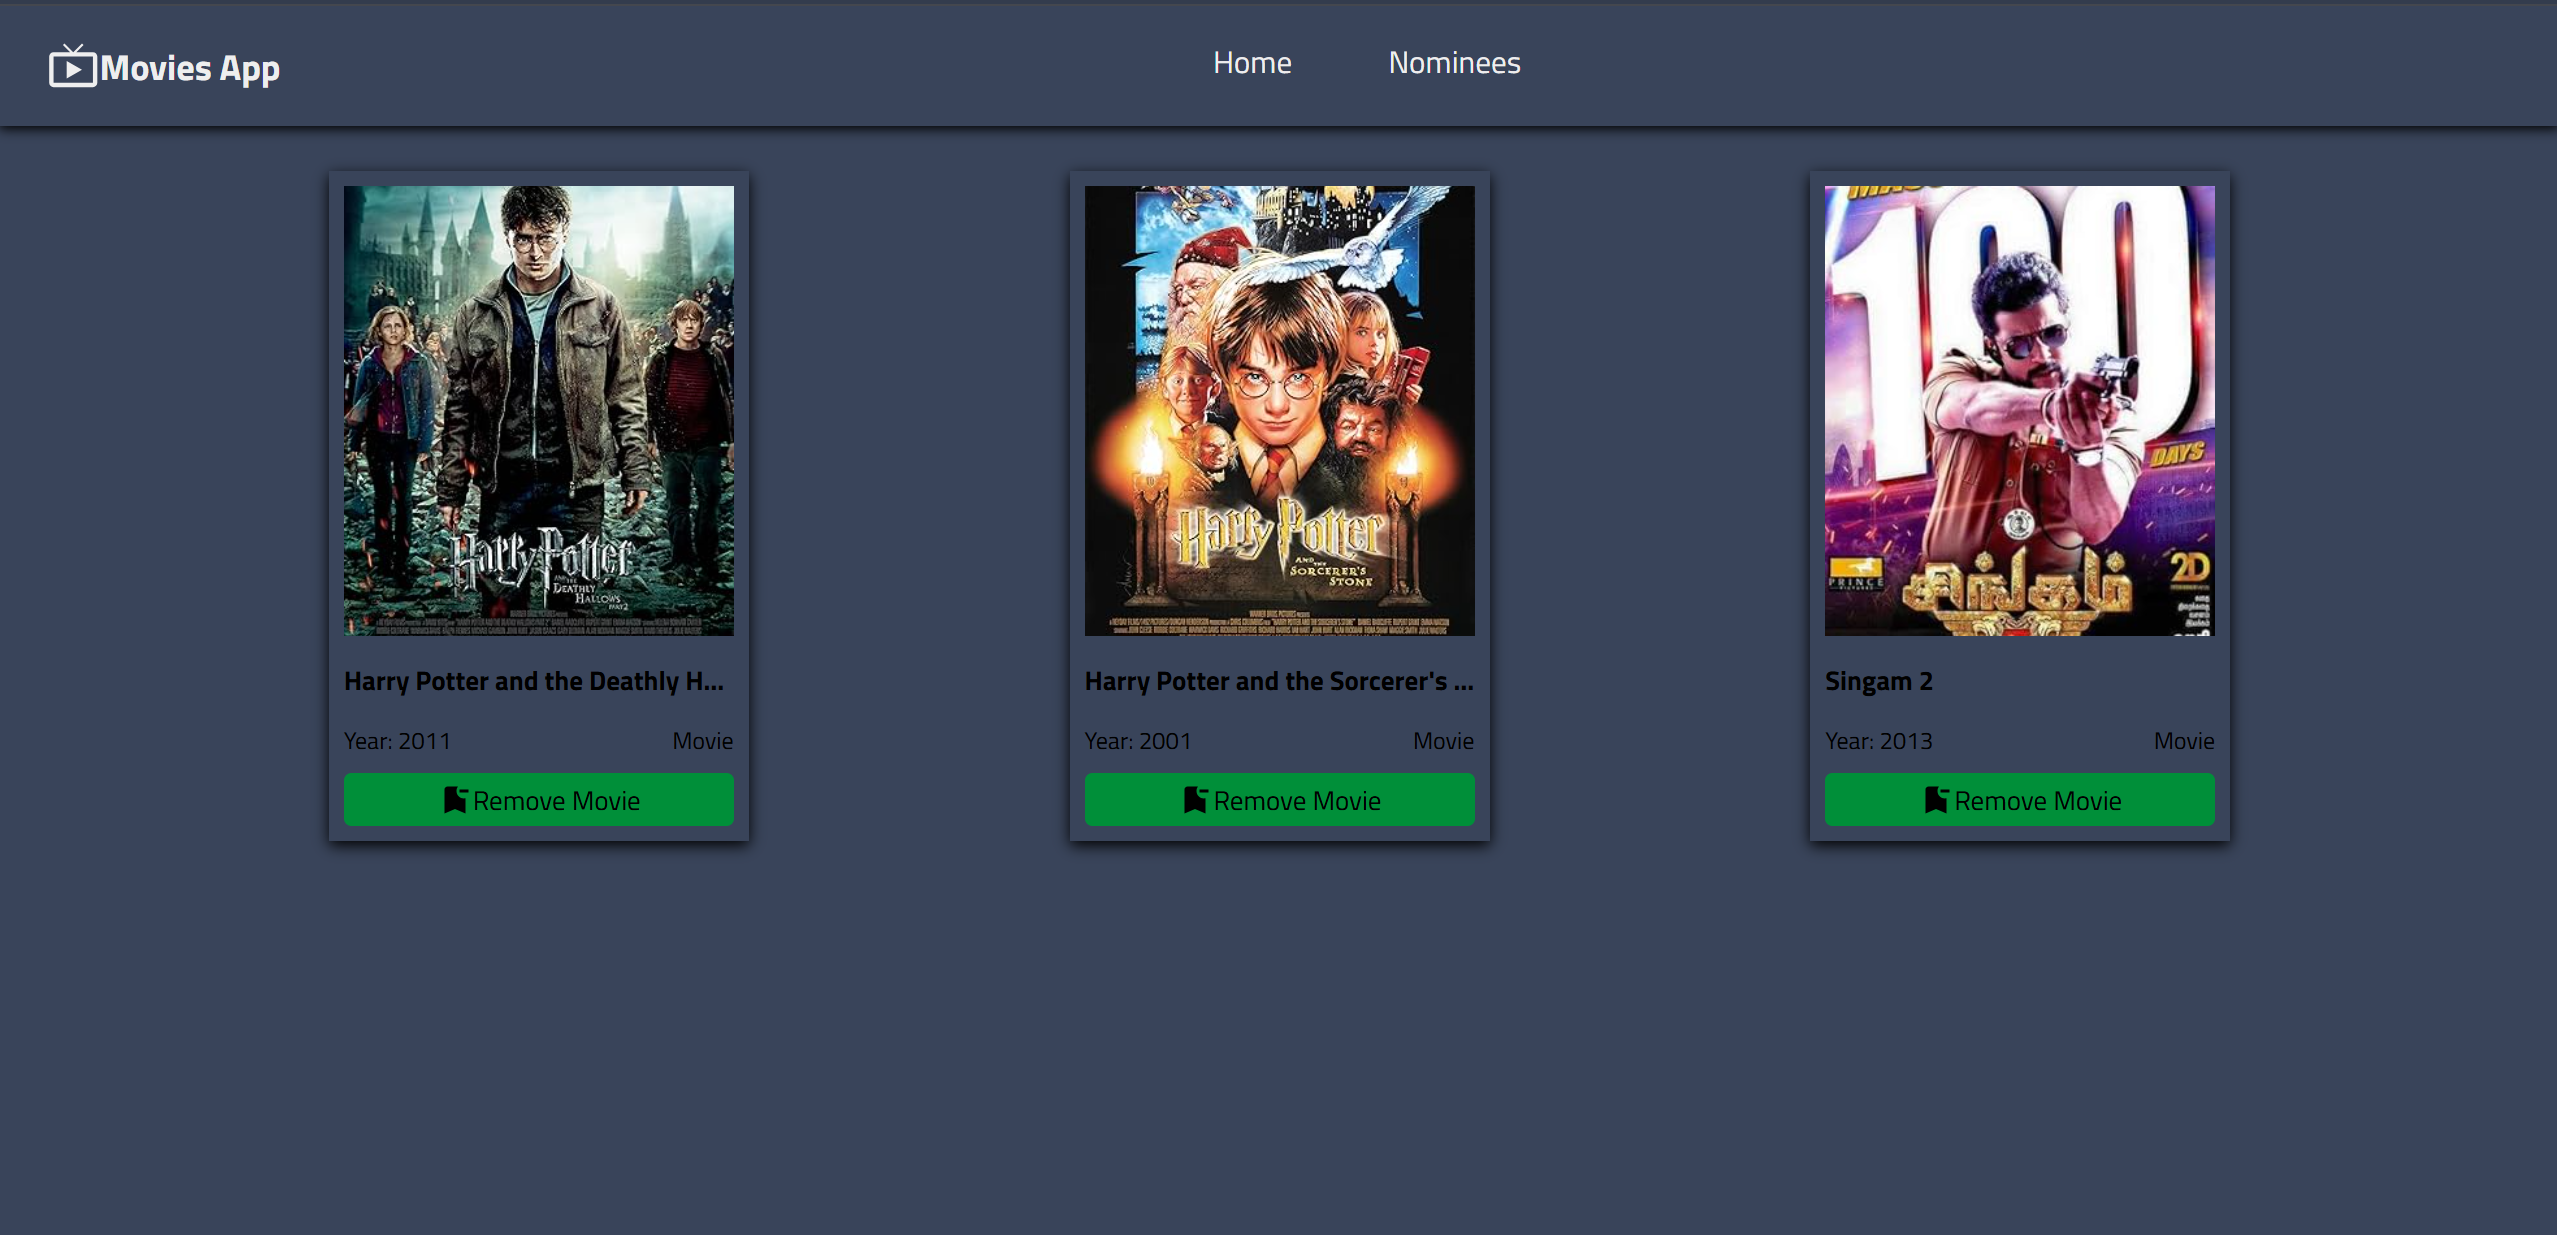 Movies App
Home
Nominees
Harry Potter
AND THE
DEATHLY
HALLOWS
PART 2
Harry Potter and the Deathly H...
Year: 2011
Movie
Remove Movie
Harry Potter
AND THE
SORCERER'S
STONE
Harry Potter and the Sorcerer's ...
Year: 2001
Movie
Remove Movie
100
DAYS
PRINCE
சிங்கம்
2D
Singam 2
Year: 2013
Movie
Remove Movie